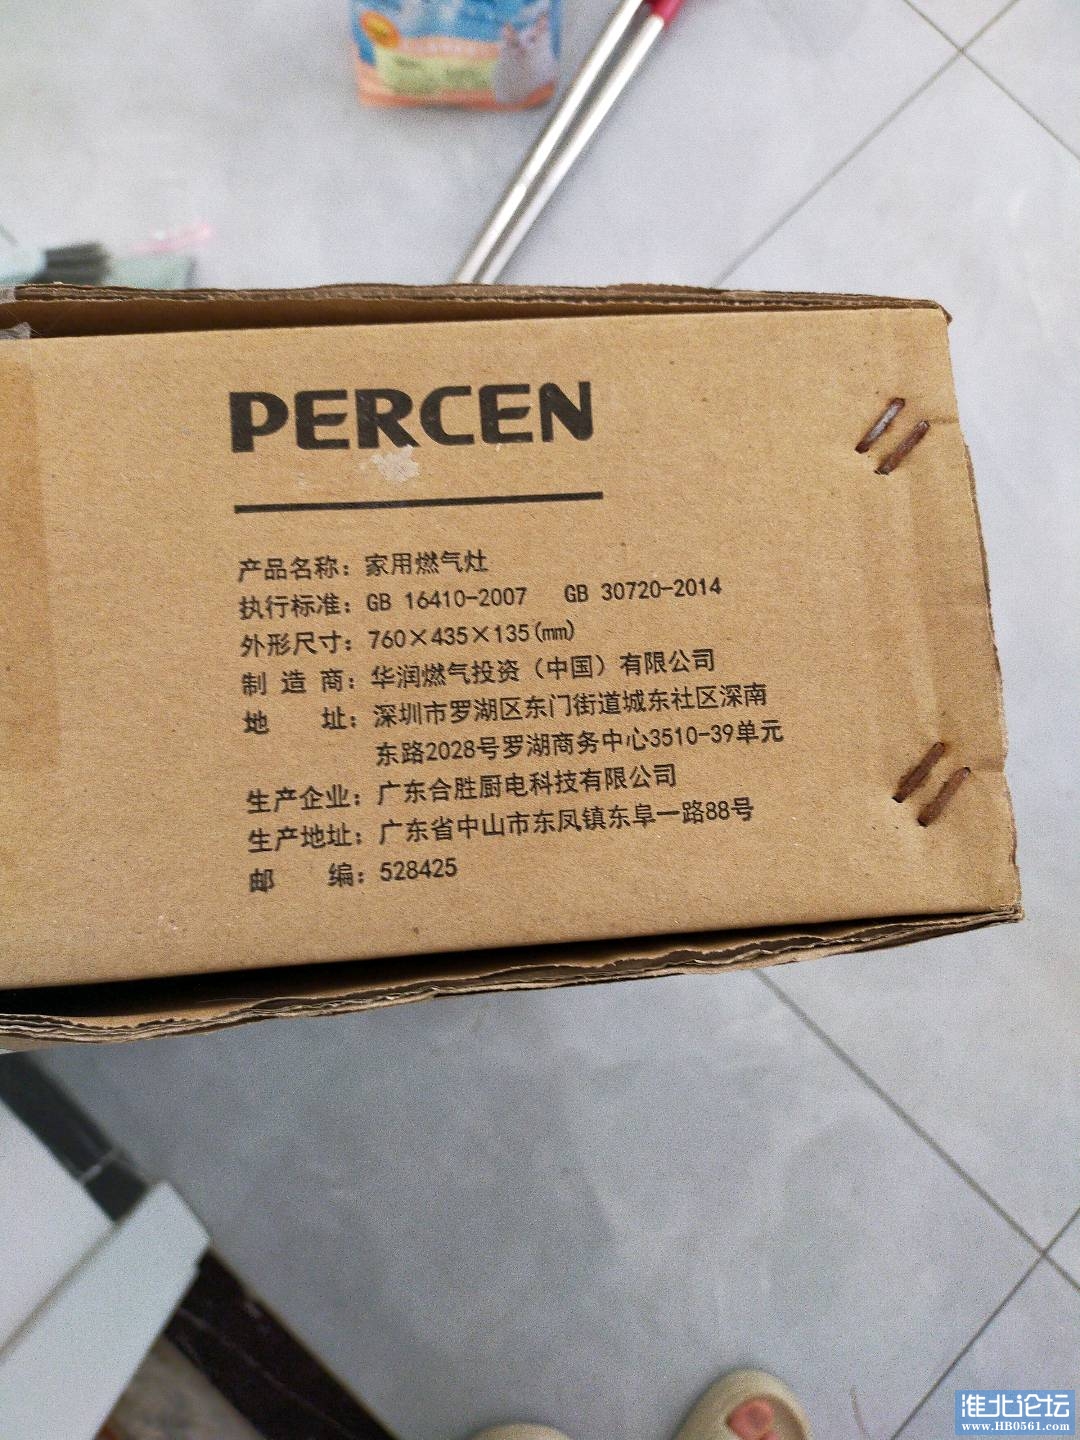 PERCEN
产品名称：家用燃气灶
执行标准：GB 16410-2007 GB 30720-2014
外形尺寸：760×435×135(mm)
制 造 商：华润燃气投资（中国）有限公司
地 址：深圳市罗湖区东门街道城东社区深南
东路2028号罗湖商务中心3510-39单元
生产企业：广东合胜厨电科技有限公司
生产地址：广东省中山市东凤镇东阜一路88号
邮 编：528425
淮北论坛
www.HB0561.com